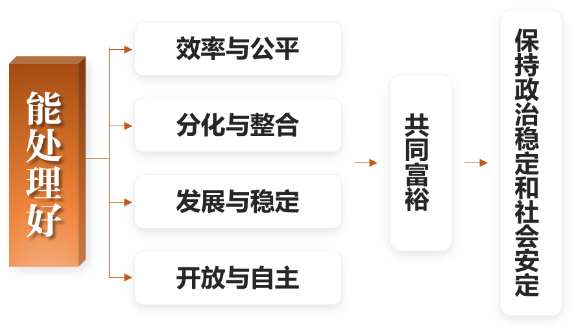 能处理好
效率与公平
分化与整合
发展与稳定
开放与自主
共同富裕
保持政治稳定和社会安定